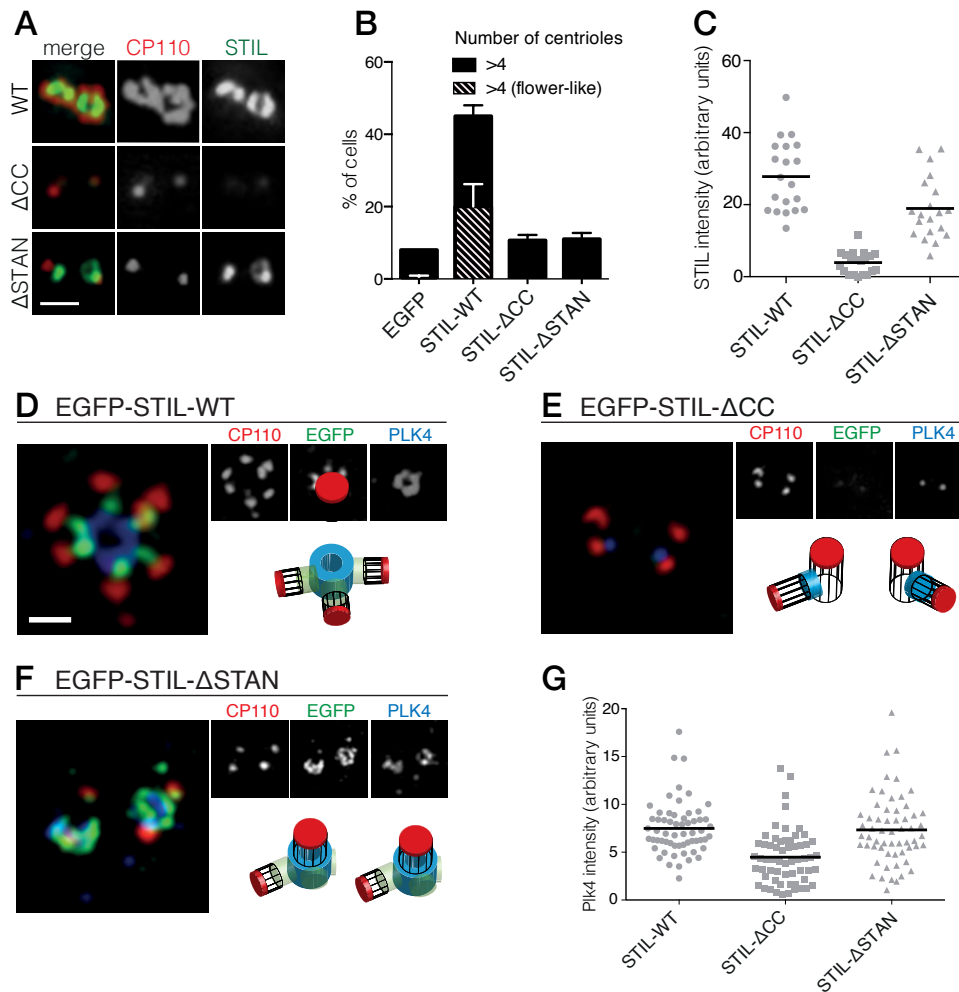 A
merge CP110 STIL
WT
ΔCC
ΔSTAN
B
Number of centrioles
>4
>4 (flower-like)
% of cells
60
40
20
0
EGFP
STIL-WT
STIL-ΔCC
STIL-ΔSTAN
C
STIL intensity (arbitrary units)
60
40
20
0
STIL-WT
STIL-ΔCC
STIL-ΔSTAN
D EGFP-STIL-WT
CP110 EGFP PLK4
E EGFP-STIL-ΔCC
CP110 EGFP PLK4
F EGFP-STIL-ΔSTAN
CP110 EGFP PLK4
G
Plk4 intensity (arbitrary units)
20
15
10
5
0
STIL-WT
STIL-ΔCC
STIL-ΔSTAN